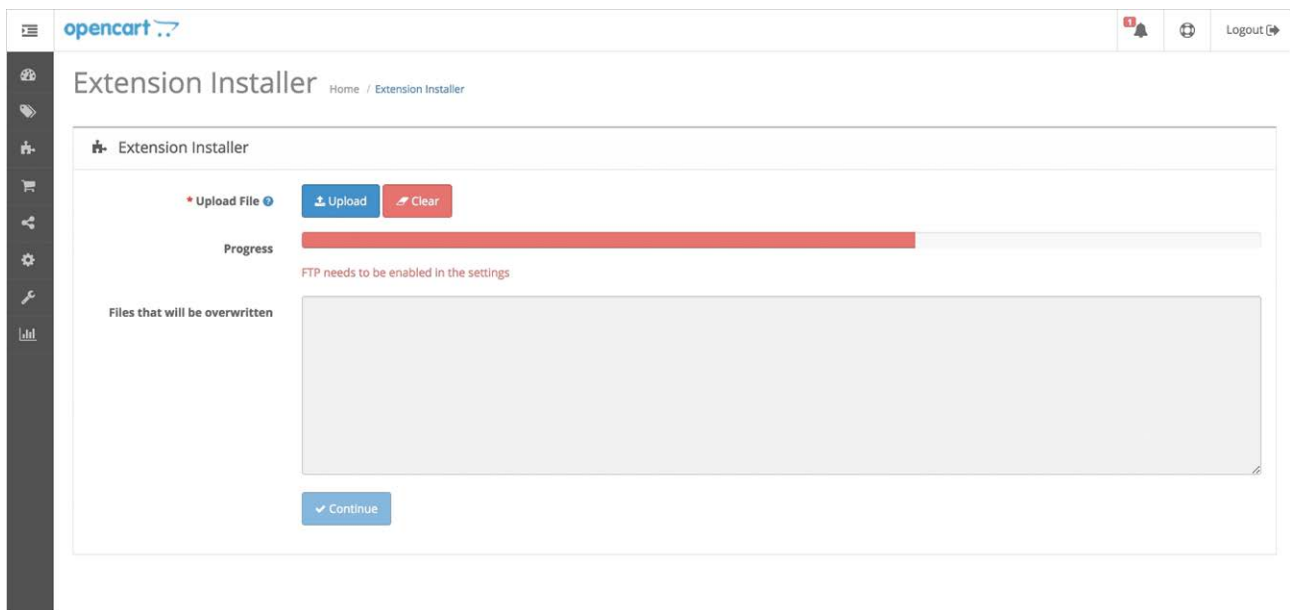 opencart
1
Logout
Extension Installer Home / Extension Installer
Extension Installer
* Upload File
Upload Clear
Progress
FTP needs to be enabled in the settings
Files that will be overwritten
Continue